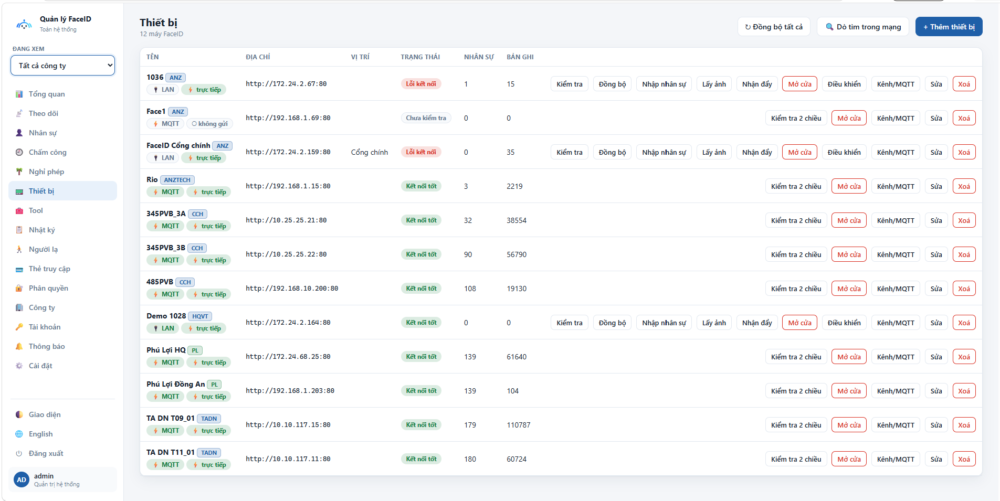 Quản lý FaceID
Toàn hệ thống
ĐANG XEM
Tất cả công ty
Tổng quan
Theo dõi
Nhân sự
Chấm công
Nghỉ phép
Thiết bị
Tool
Nhật ký
Người lạ
Thẻ truy cập
Phân quyền
Công ty
Tài khoản
Thông báo
Cài đặt
Giao diện
English
Đăng xuất
AD
admin
Quản trị hệ thống
Thiết bị
12 máy FaceID
↻ Đồng bộ tất cả
Dò tìm trong mạng
+ Thêm thiết bị
TÊN ĐỊA CHỈ VỊ TRÍ TRẠNG THÁI NHÂN SỰ BẢN GHI
1036 ANZ
LAN trực tiếp
http://172.24.2.67:80 Lỗi kết nối 1 15 Kiểm tra Đồng bộ Nhập nhân sự Lấy ảnh Nhận đẩy Mở cửa Điều khiển Kênh/MQTT Sửa Xoá
Face1 ANZ
MQTT không gửi
http://192.168.1.69:80 Chưa kiểm tra 0 0 Kiểm tra 2 chiều Mở cửa Kênh/MQTT Sửa Xoá
FaceID Cổng chính ANZ
LAN trực tiếp
http://172.24.2.159:80 Cổng chính Lỗi kết nối 0 35 Kiểm tra Đồng bộ Nhập nhân sự Lấy ảnh Nhận đẩy Mở cửa Điều khiển Kênh/MQTT Sửa Xoá
Rio ANZTECH
MQTT trực tiếp
http://192.168.1.15:80 Kết nối tốt 3 2219 Kiểm tra 2 chiều Mở cửa Kênh/MQTT Sửa Xoá
345PVB_3A CCH
MQTT trực tiếp
http://10.25.25.21:80 Kết nối tốt 32 38554 Kiểm tra 2 chiều Mở cửa Kênh/MQTT Sửa Xoá
345PVB_3B CCH
MQTT trực tiếp
http://10.25.25.22:80 Kết nối tốt 90 56790 Kiểm tra 2 chiều Mở cửa Kênh/MQTT Sửa Xoá
485PVB CCH
MQTT trực tiếp
http://192.168.10.200:80 Kết nối tốt 108 19130 Kiểm tra 2 chiều Mở cửa Kênh/MQTT Sửa Xoá
Demo 1028 HQVT
LAN trực tiếp
http://172.24.2.164:80 Kết nối tốt 0 0 Kiểm tra Đồng bộ Nhập nhân sự Lấy ảnh Nhận đẩy Mở cửa Điều khiển Kênh/MQTT Sửa Xoá
Phú Lợi HQ PL
MQTT trực tiếp
http://172.24.68.25:80 Kết nối tốt 139 61640 Kiểm tra 2 chiều Mở cửa Kênh/MQTT Sửa Xoá
Phú Lợi Đồng An PL
MQTT trực tiếp
http://192.168.1.203:80 Kết nối tốt 139 104 Kiểm tra 2 chiều Mở cửa Kênh/MQTT Sửa Xoá
TA DN T09_01 TADN
MQTT trực tiếp
http://10.10.117.15:80 Kết nối tốt 179 110787 Kiểm tra 2 chiều Mở cửa Kênh/MQTT Sửa Xoá
TA DN T11_01 TADN
MQTT trực tiếp
http://10.10.117.11:80 Kết nối tốt 180 60724 Kiểm tra 2 chiều Mở cửa Kênh/MQTT Sửa Xoá